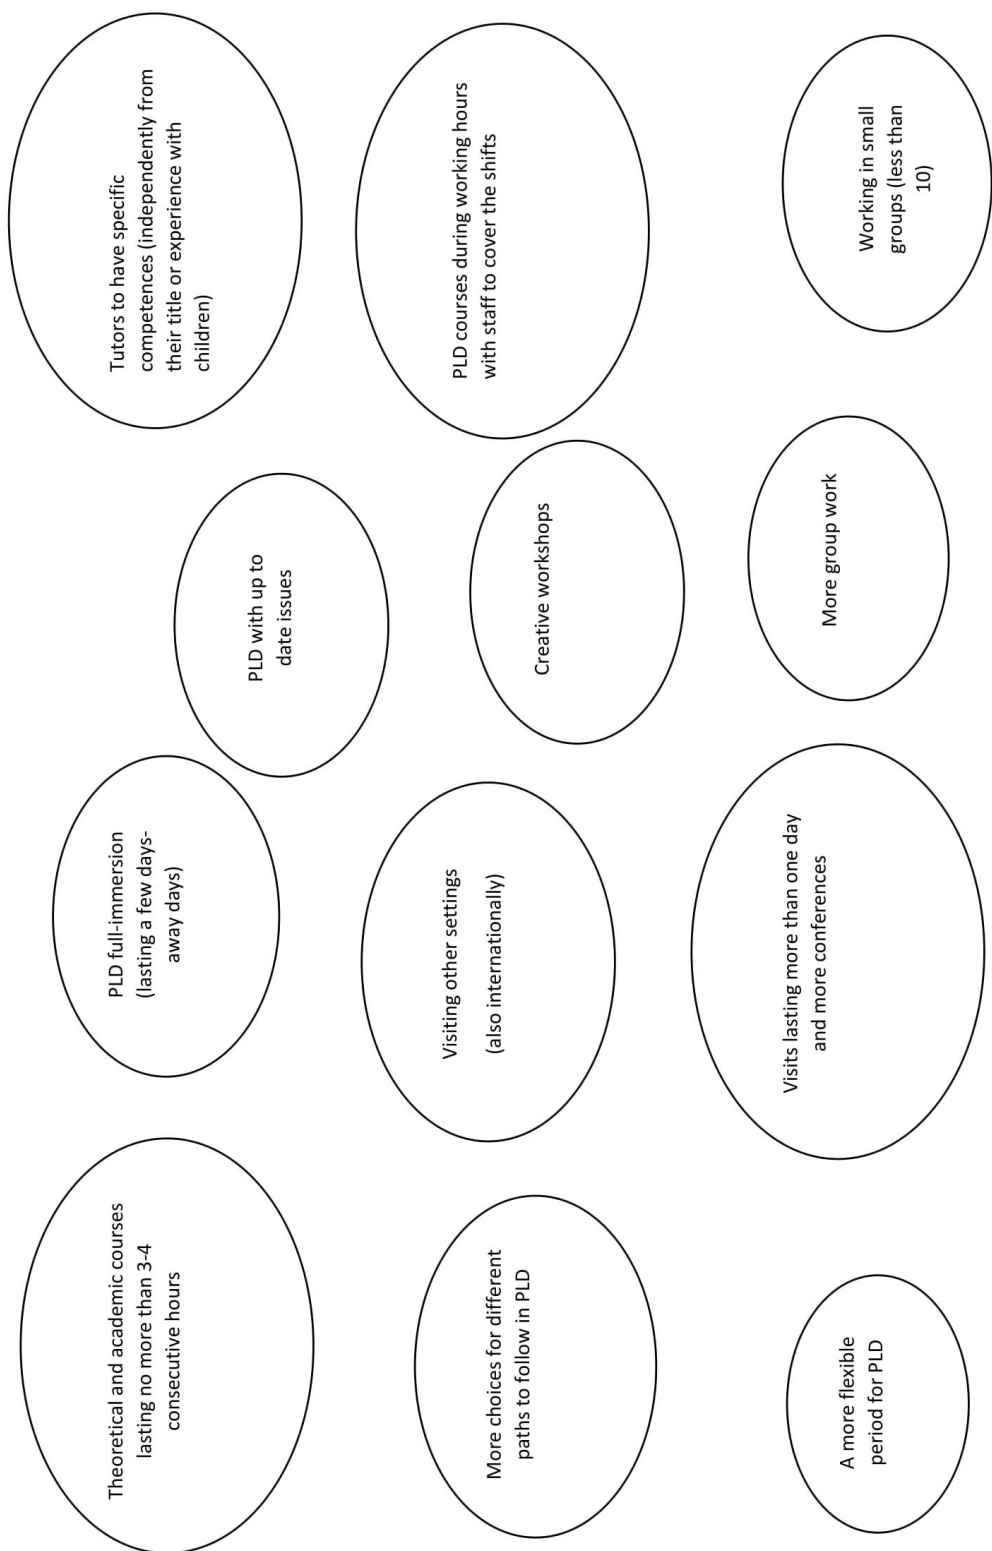 Theoretical and academic courses
lasting no more than 3-4
consecutive hours
PLD full-immersion
(lasting a few days-
away days)
PLD with up to
date issues
Tutors to have specific
competences (independently from
their title or experience with
children)
More choices for different
paths to follow in PLD
Visiting other settings
(also internationally)
Creative workshops
PLD courses during working hours
with staff to cover the shifts
A more flexible
period for PLD
Visits lasting more than one day
and more conferences
More group work
Working in small
groups (less than
10)